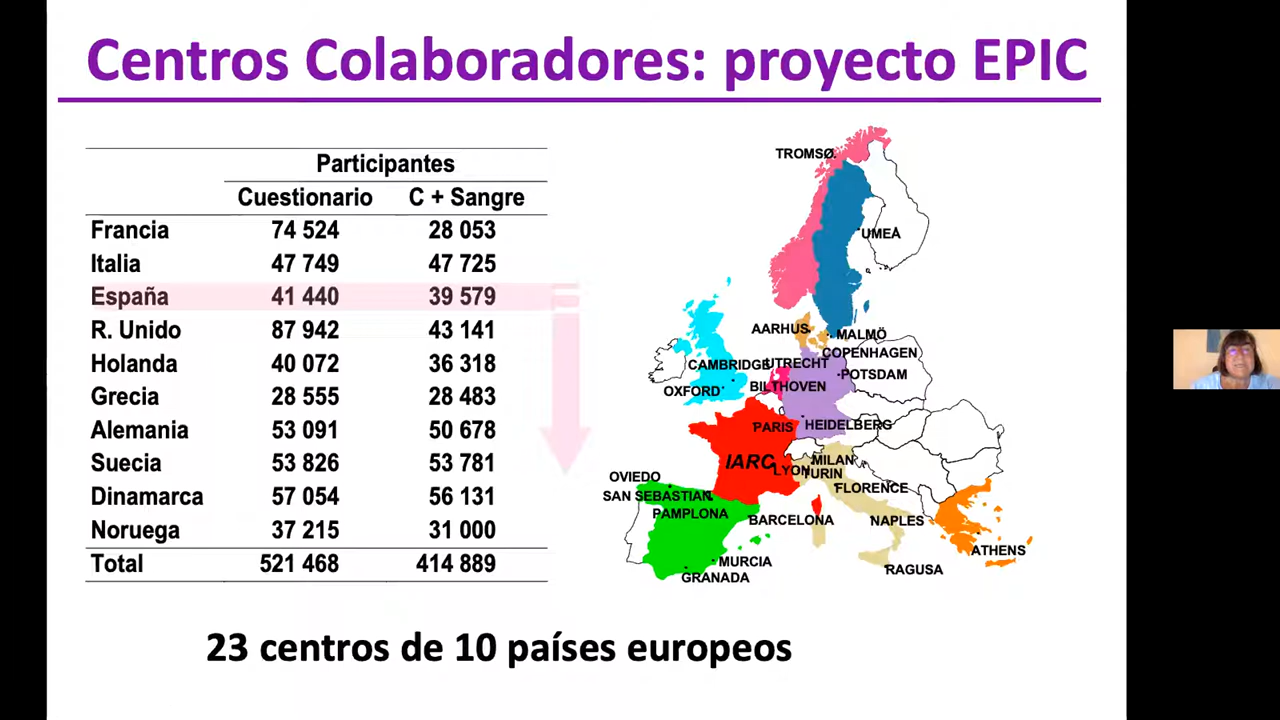 Centros Colaboradores: proyecto EPIC
Participantes
Cuestionario C + Sangre
Francia 74 524 28 053
Italia 47 749 47 725
España 41 440 39 579
R. Unido 87 942 43 141
Holanda 40 072 36 318
Grecia 28 555 28 483
Alemania 53 091 50 678
Suecia 53 826 53 781
Dinamarca 57 054 56 131
Noruega 37 215 31 000
Total 521 468 414 889
TROMSØ
UMEÅ
AARHUS
MALMÖ
COPENHAGEN
CAMBRIDGE
UTRECHT
POTSDAM
OXFORD
BILTHOVEN
PARIS
HEIDELBERG
IARC
LYON
MILAN
TURIN
FLORENCE
OVIEDO
SAN SEBASTIAN
PAMPLONA
BARCELONA
NAPLES
ATHENS
MURCIA
GRANADA
RAGUSA
23 centros de 10 países europeos